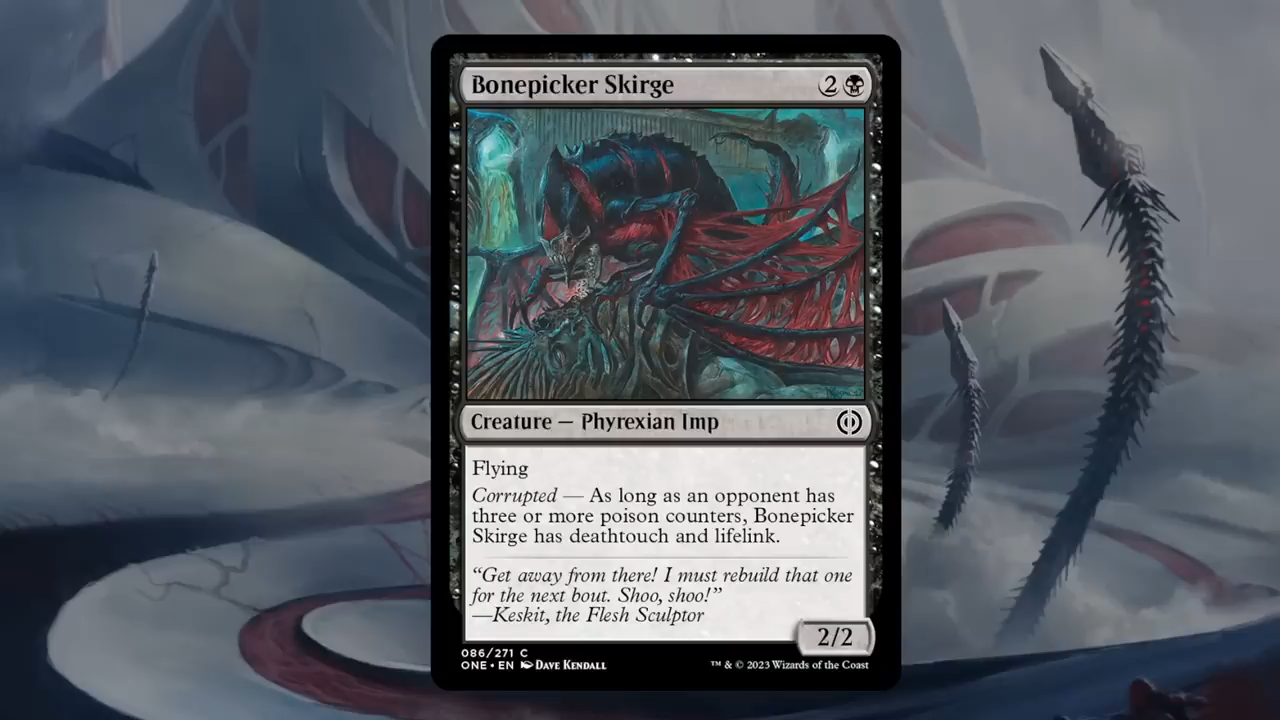 Bonepicker Skirge 2
Creature — Phyrexian Imp
Flying
Corrupted — As long as an opponent has
three or more poison counters, Bonepicker
Skirge has deathtouch and lifelink.
“Get away from there! I must rebuild that one
for the next bout. Shoo, shoo!”
—Keskit, the Flesh Sculptor
2/2
086/271 C
ONE • EN Dave Kendall
™ & © 2023 Wizards of the Coast